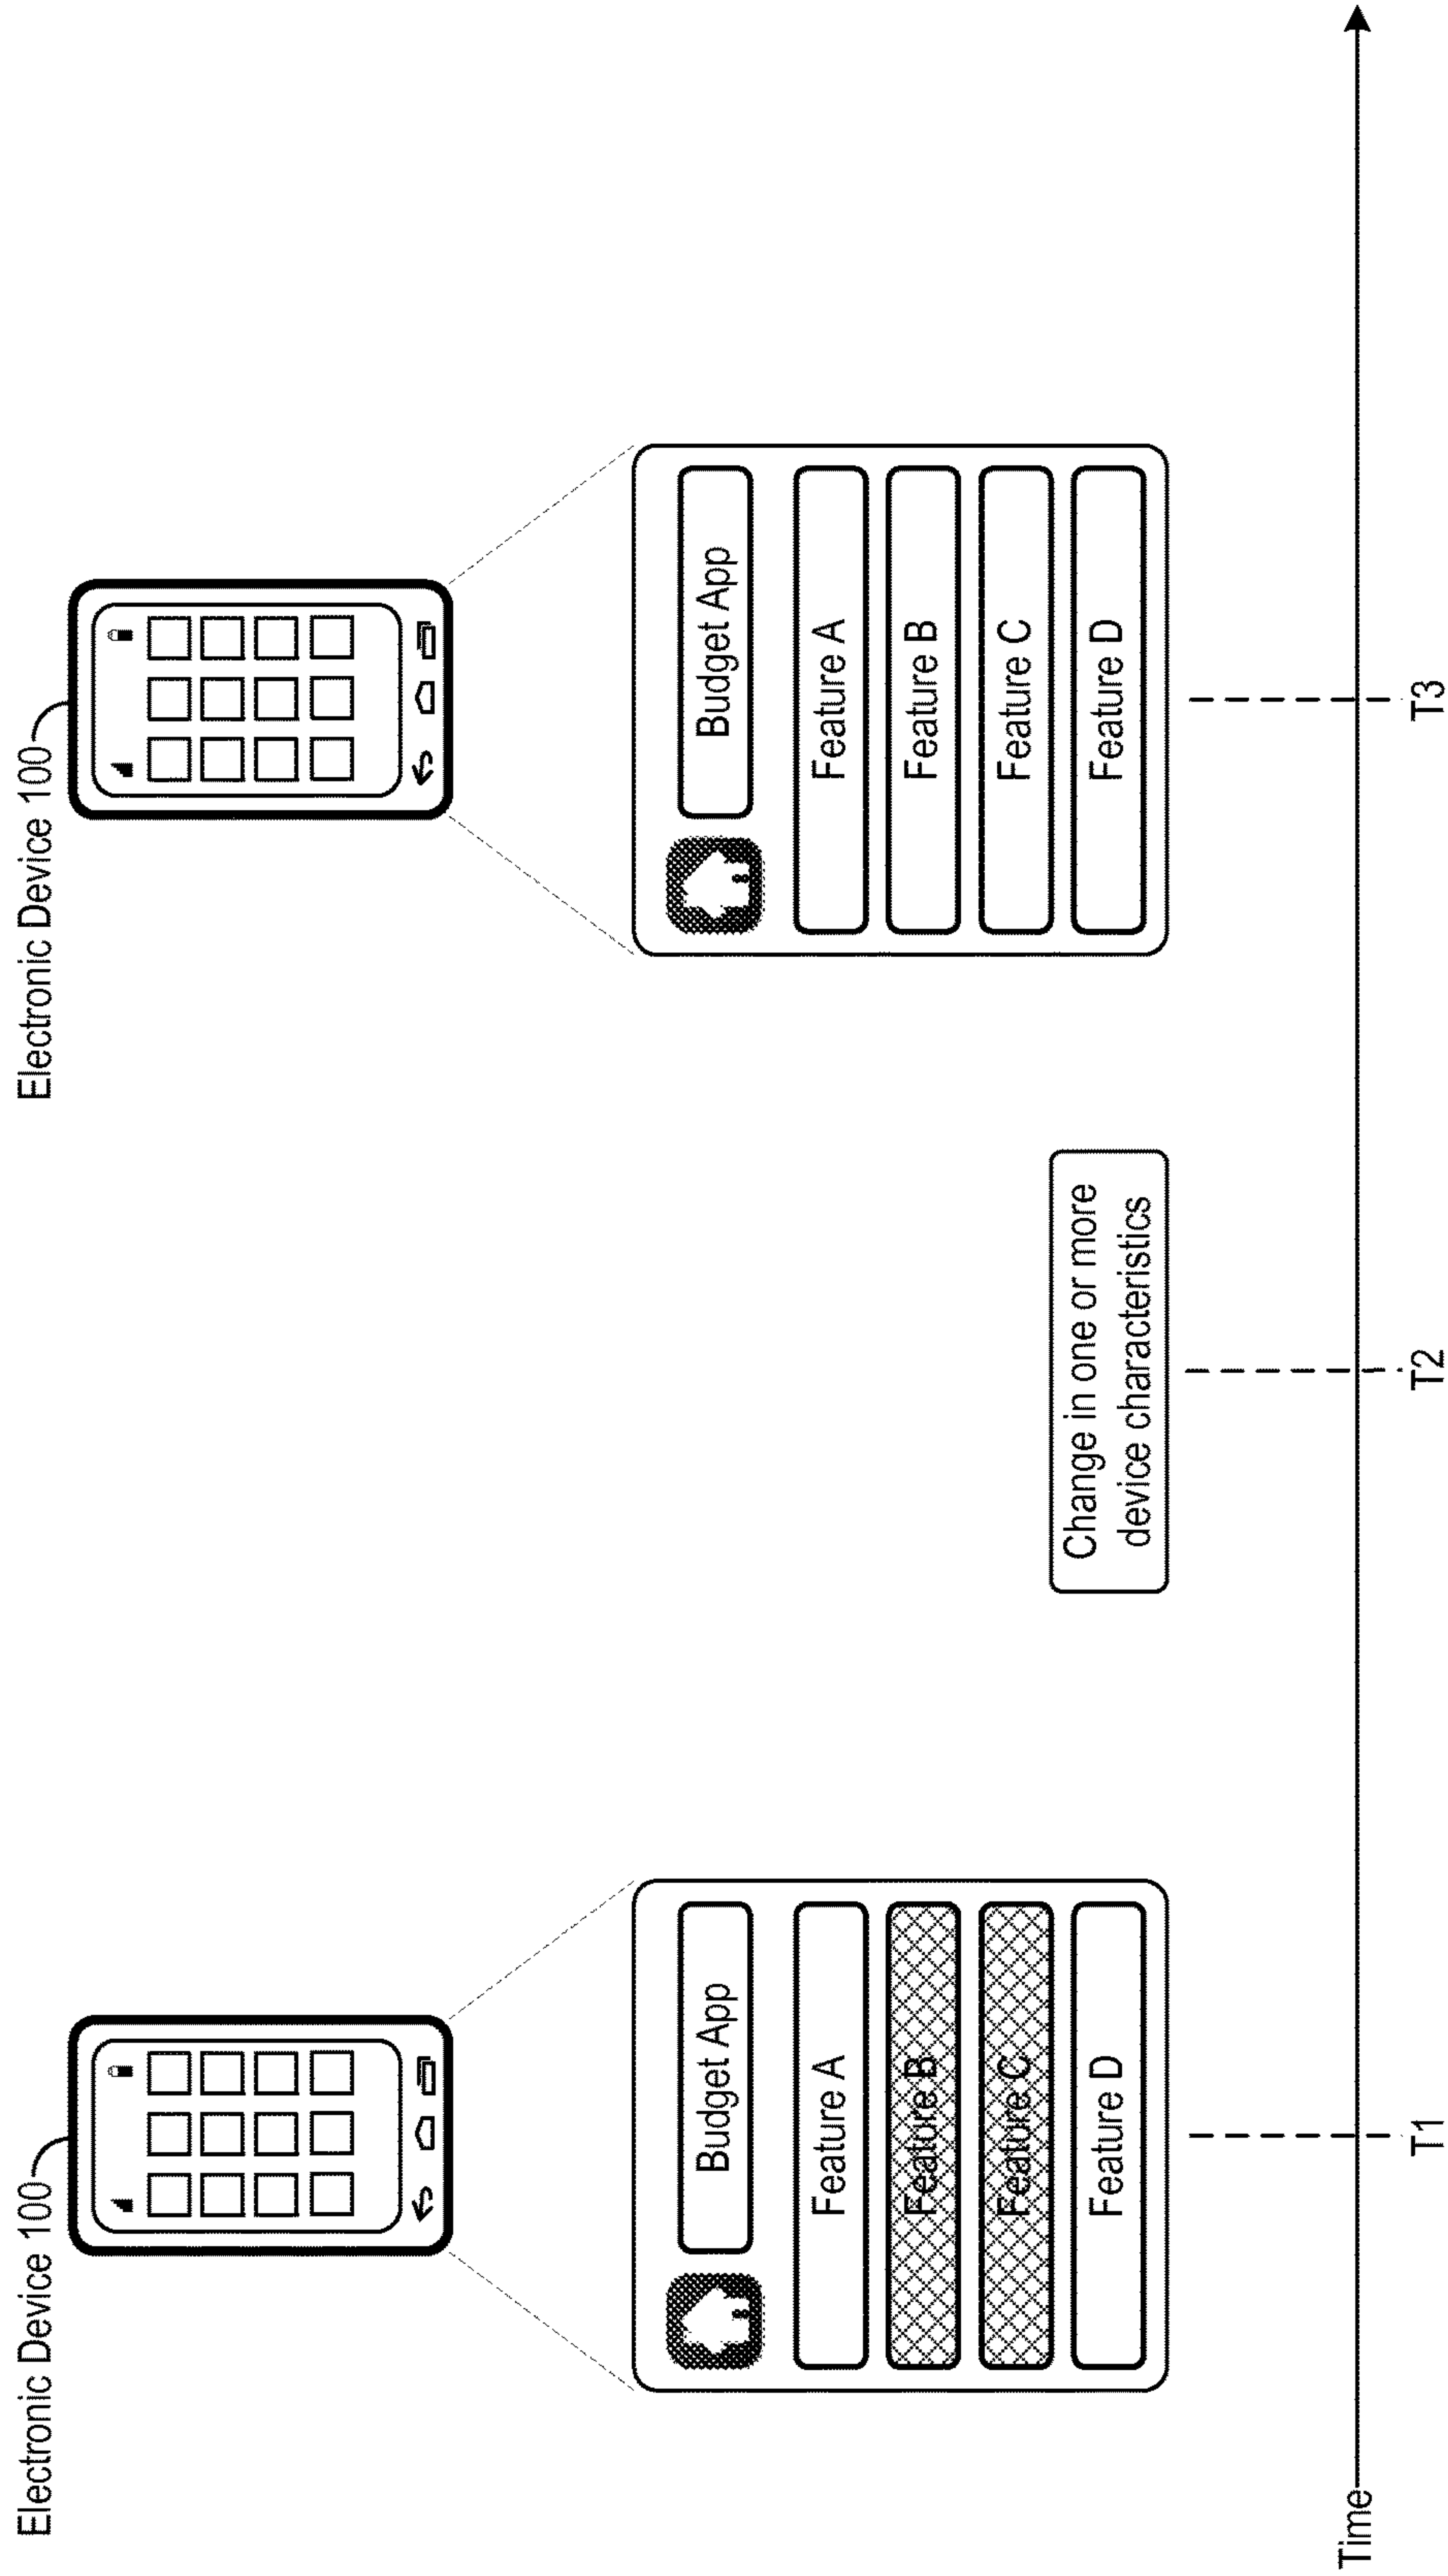 Electronic Device 100
Electronic Device 100
Budget App
Feature A
Feature B
Feature C
Feature D
Change in one or more
device characteristics
Budget App
Feature A
Feature B
Feature C
Feature D
Time
T1
T2
T3